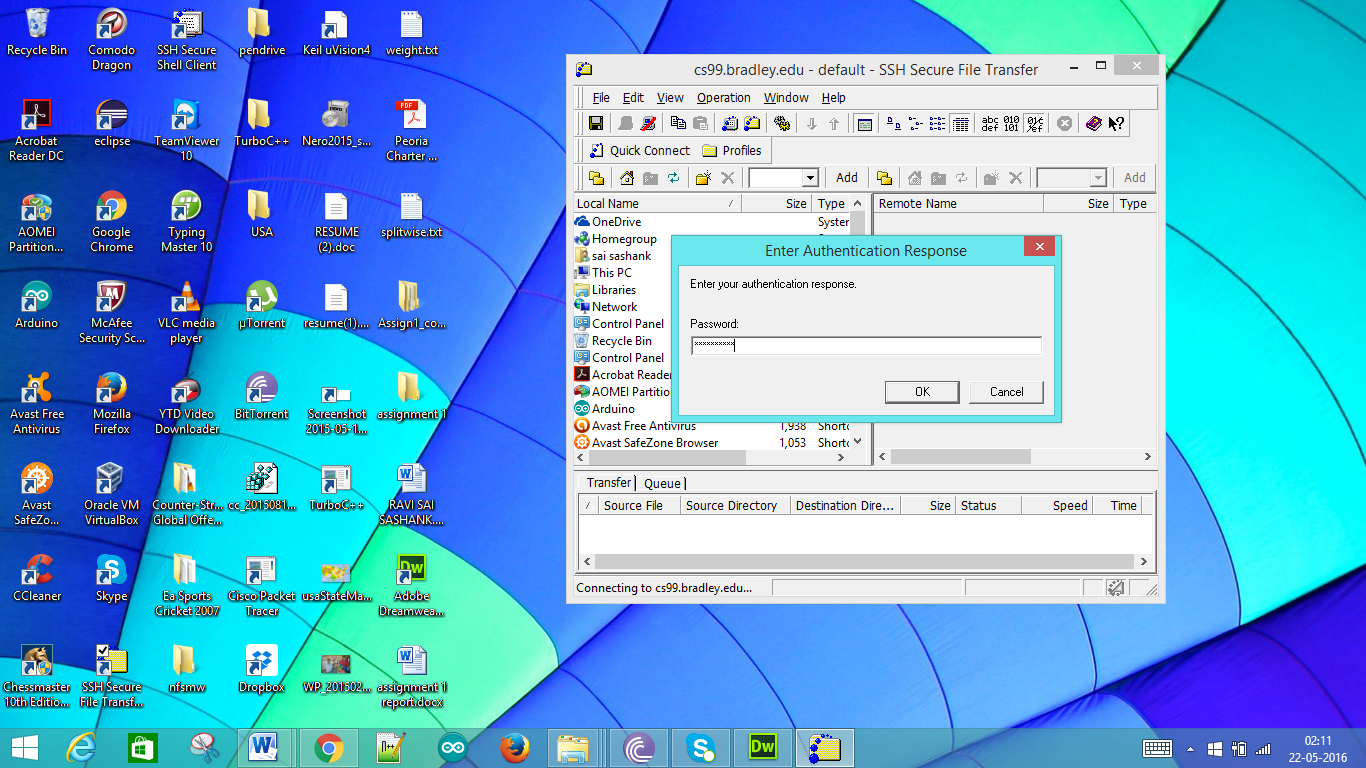 Recycle Bin
Comodo
Dragon
SSH Secure
Shell Client
pendrive
Keil uVision4
weight.txt
Acrobat
Reader DC
eclipse
TeamViewer
10
TurboC++
Nero2015_s...
PDF
Peoria
Charter ...
AOMEI
Partition...
Google
Chrome
Typing
Master 10
USA
RESUME
(2).doc
splitwise.txt
Arduino
McAfee
Security Sc...
VLC media
player
µTorrent
resume(1)....
Assign1_co...
Avast Free
Antivirus
Mozilla
Firefox
YTD Video
Downloader
BitTorrent
Screenshot
2015-05-1...
assignment 1
Avast
SafeZo...
Oracle VM
VirtualBox
Counter-Str...
Global Offe...
cc_2015081...
TurboC++
RAVI SAI
SASHANK....
CCleaner
Skype
Ea Sports
Cricket 2007
Cisco Packet
Tracer
usaStateMa...
Adobe
Dreamwea...
Chessmaster
10th Editio...
SSH Secure
File Transf...
nfsmw
Dropbox
WP_201502...
assignment 1
report.docx
cs99.bradley.edu - default - SSH Secure File Transfer
File Edit View Operation Window Help
abc 010
def 101
Quick Connect Profiles
Add Add
Local Name / Size Type
Remote Name Size Type
OneDrive Syster
Homegroup
sai sashank
This PC
Libraries
Network
Control Panel
Recycle Bin
Control Panel
Acrobat Reader
AOMEI Partitio
Arduino
Avast Free Antivirus 1,938 Shortc
Avast SafeZone Browser 1,053 Shortc
Enter Authentication Response
Enter your authentication response.
Password:
**********
OK Cancel
Transfer Queue
/ Source File Source Directory Destination Dire... Size Status Speed Time
Connecting to cs99.bradley.edu...
Dw
02:11
22-05-2016